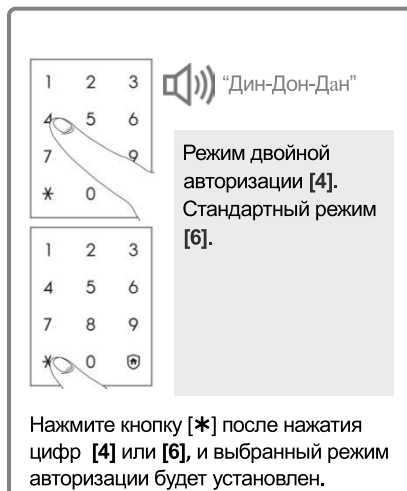 1 2 3
“Дин-Дон-Дан”
4 5 6
7 9
* 0
Режим двойной
авторизации [4].
Стандартный режим
[6].
1 2 3
4 5 6
7 8 9
* 0
Нажмите кнопку [*] после нажатия
цифр [4] или [6], и выбранный режим
авторизации будет установлен.